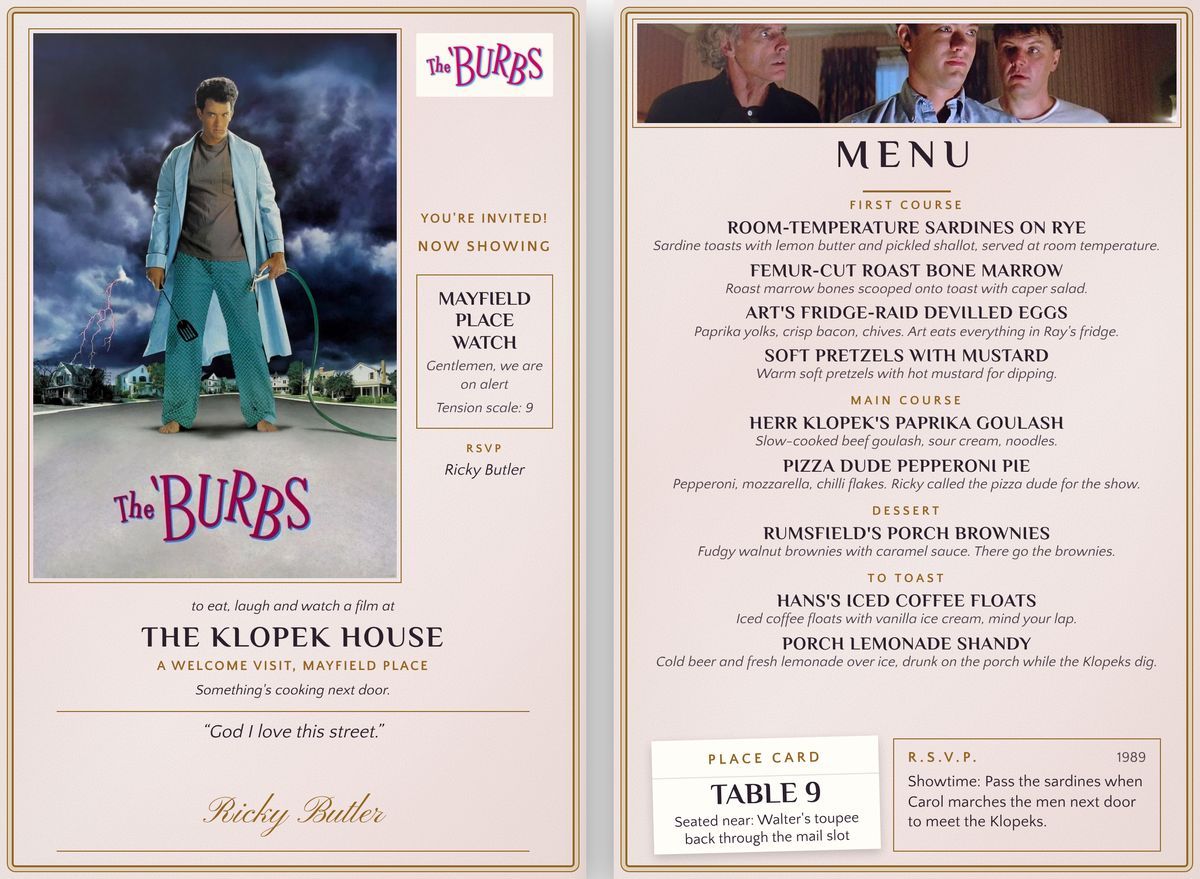 The 'BURBS
YOU'RE INVITED!
NOW SHOWING
MAYFIELD
PLACE
WATCH
Gentlemen, we are
on alert
Tension scale: 9
RSVP
Ricky Butler
The 'BURBS
to eat, laugh and watch a film at
THE KLOPEK HOUSE
A WELCOME VISIT, MAYFIELD PLACE
Something's cooking next door.
“God I love this street.”
Ricky Butler
MENU
FIRST COURSE
ROOM-TEMPERATURE SARDINES ON RYE
Sardine toasts with lemon butter and pickled shallot, served at room temperature.
FEMUR-CUT ROAST BONE MARROW
Roast marrow bones scooped onto toast with caper salad.
ART'S FRIDGE-RAID DEVILLED EGGS
Paprika yolks, crisp bacon, chives. Art eats everything in Ray's fridge.
SOFT PRETZELS WITH MUSTARD
Warm soft pretzels with hot mustard for dipping.
MAIN COURSE
HERR KLOPEK'S PAPRIKA GOULASH
Slow-cooked beef goulash, sour cream, noodles.
PIZZA DUDE PEPPERONI PIE
Pepperoni, mozzarella, chilli flakes. Ricky called the pizza dude for the show.
DESSERT
RUMSFIELD'S PORCH BROWNIES
Fudgy walnut brownies with caramel sauce. There go the brownies.
TO TOAST
HANS'S ICED COFFEE FLOATS
Iced coffee floats with vanilla ice cream, mind your lap.
PORCH LEMONADE SHANDY
Cold beer and fresh lemonade over ice, drunk on the porch while the Klopeks dig.
PLACE CARD
TABLE 9
Seated near: Walter's toupee
back through the mail slot
R.S.V.P. 1989
Showtime: Pass the sardines when
Carol marches the men next door
to meet the Klopeks.